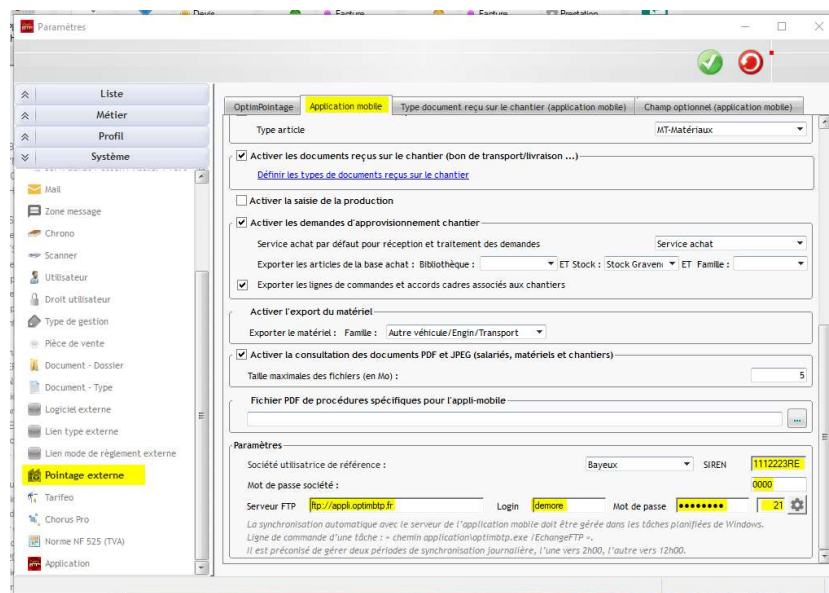 Devis
Facture
Facture
Prestation
Paramètres
Liste
Métier
Profil
Système
Mail
Zone message
Chrono
Scanner
Utilisateur
Droit utilisateur
Type de gestion
Pièce de vente
Document - Dossier
Document - Type
Logiciel externe
Lien type externe
Lien mode de règlement externe
Pointage externe
Tarifeo
Chorus Pro
Norme NF 525 (TVA)
Application
OptimPointage
Application mobile
Type document reçu sur le chantier (application mobile)
Champ optionnel (application mobile)
Type article
MT-Matériaux
Activer les documents reçus sur le chantier (bon de transport/livraison ...)
Définir les types de documents reçus sur le chantier
Activer la saisie de la production
Activer les demandes d'approvisionnement chantier
Service achat par défaut pour réception et traitement des demandes
Service achat
Exporter les articles de la base achat : Bibliothèque : ET Stock : Stock Graven ET Famille :
Exporter les lignes de commandes et accords cadres associés aux chantiers
Activer l'export du matériel
Exporter le matériel : Famille : Autre véhicule/Engin/Transport
Activer la consultation des documents PDF et JPEG (salariés, matériels et chantiers)
Taille maximales des fichiers (en Mo) : 5
Fichier PDF de procédures spécifiques pour l'appli-mobile
...
Paramètres
Société utilisatrice de référence : Bayeux SIREN 1112223RE
Mot de passe société : 0000
Serveur FTP ftp://appli.optimbtp.fr Login demore Mot de passe ●●●●●●●● 21
La synchronisation automatique avec le serveur de l'application mobile doit être gérée dans les tâches planifiées de Windows.
Ligne de commande d'une tâche : « chemin application\optimbtp.exe /EchangeFTP ».
Il est préconisé de gérer deux périodes de synchronisation journalière, l'une vers 2h00, l'autre vers 12h00.